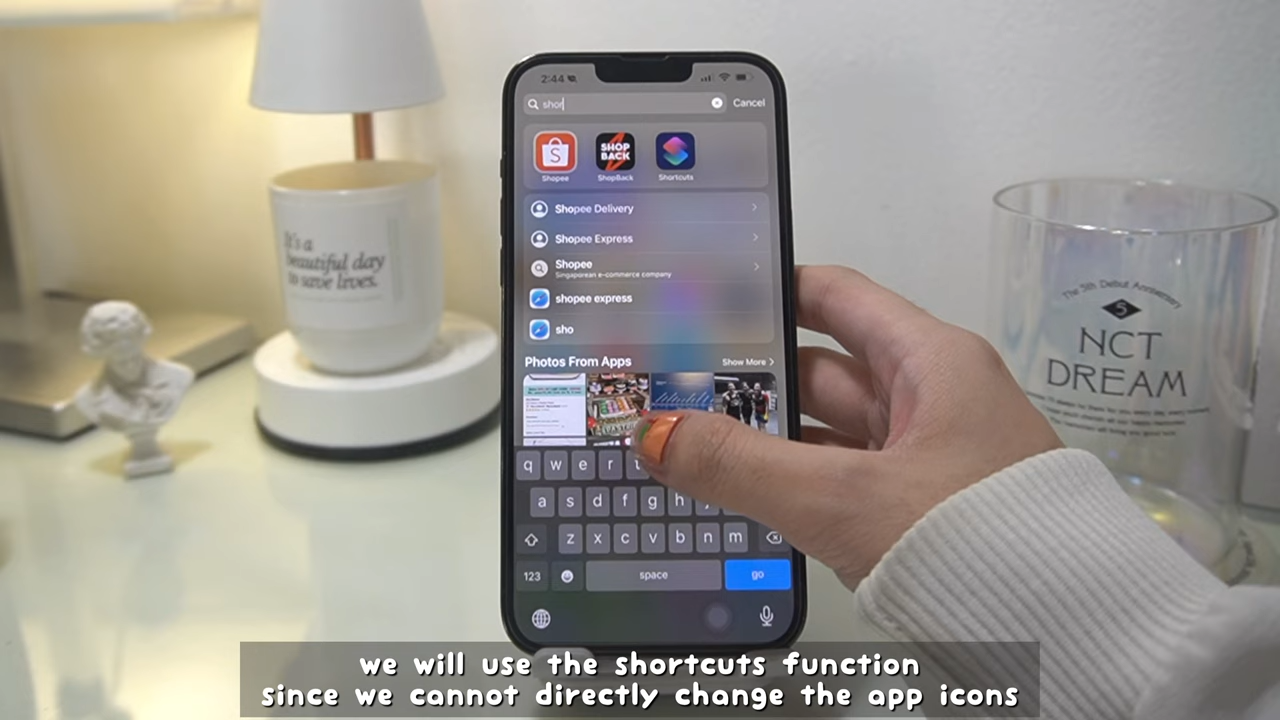 2:44
shor
Cancel
S
SHOP
BACK
Shopee
ShopBack
Shortcuts
Shopee Delivery
Shopee Express
Shopee
Singaporean e-commerce company
shopee express
sho
Photos From Apps
Show More
q w e r
a s d f g h
z x c v b n m
123
space
go
It's a
beautiful day
to save lives.
The 5th Debut Anniversary
5
NCT
DREAM
we will use the shortcuts function
since we cannot directly change the app icons